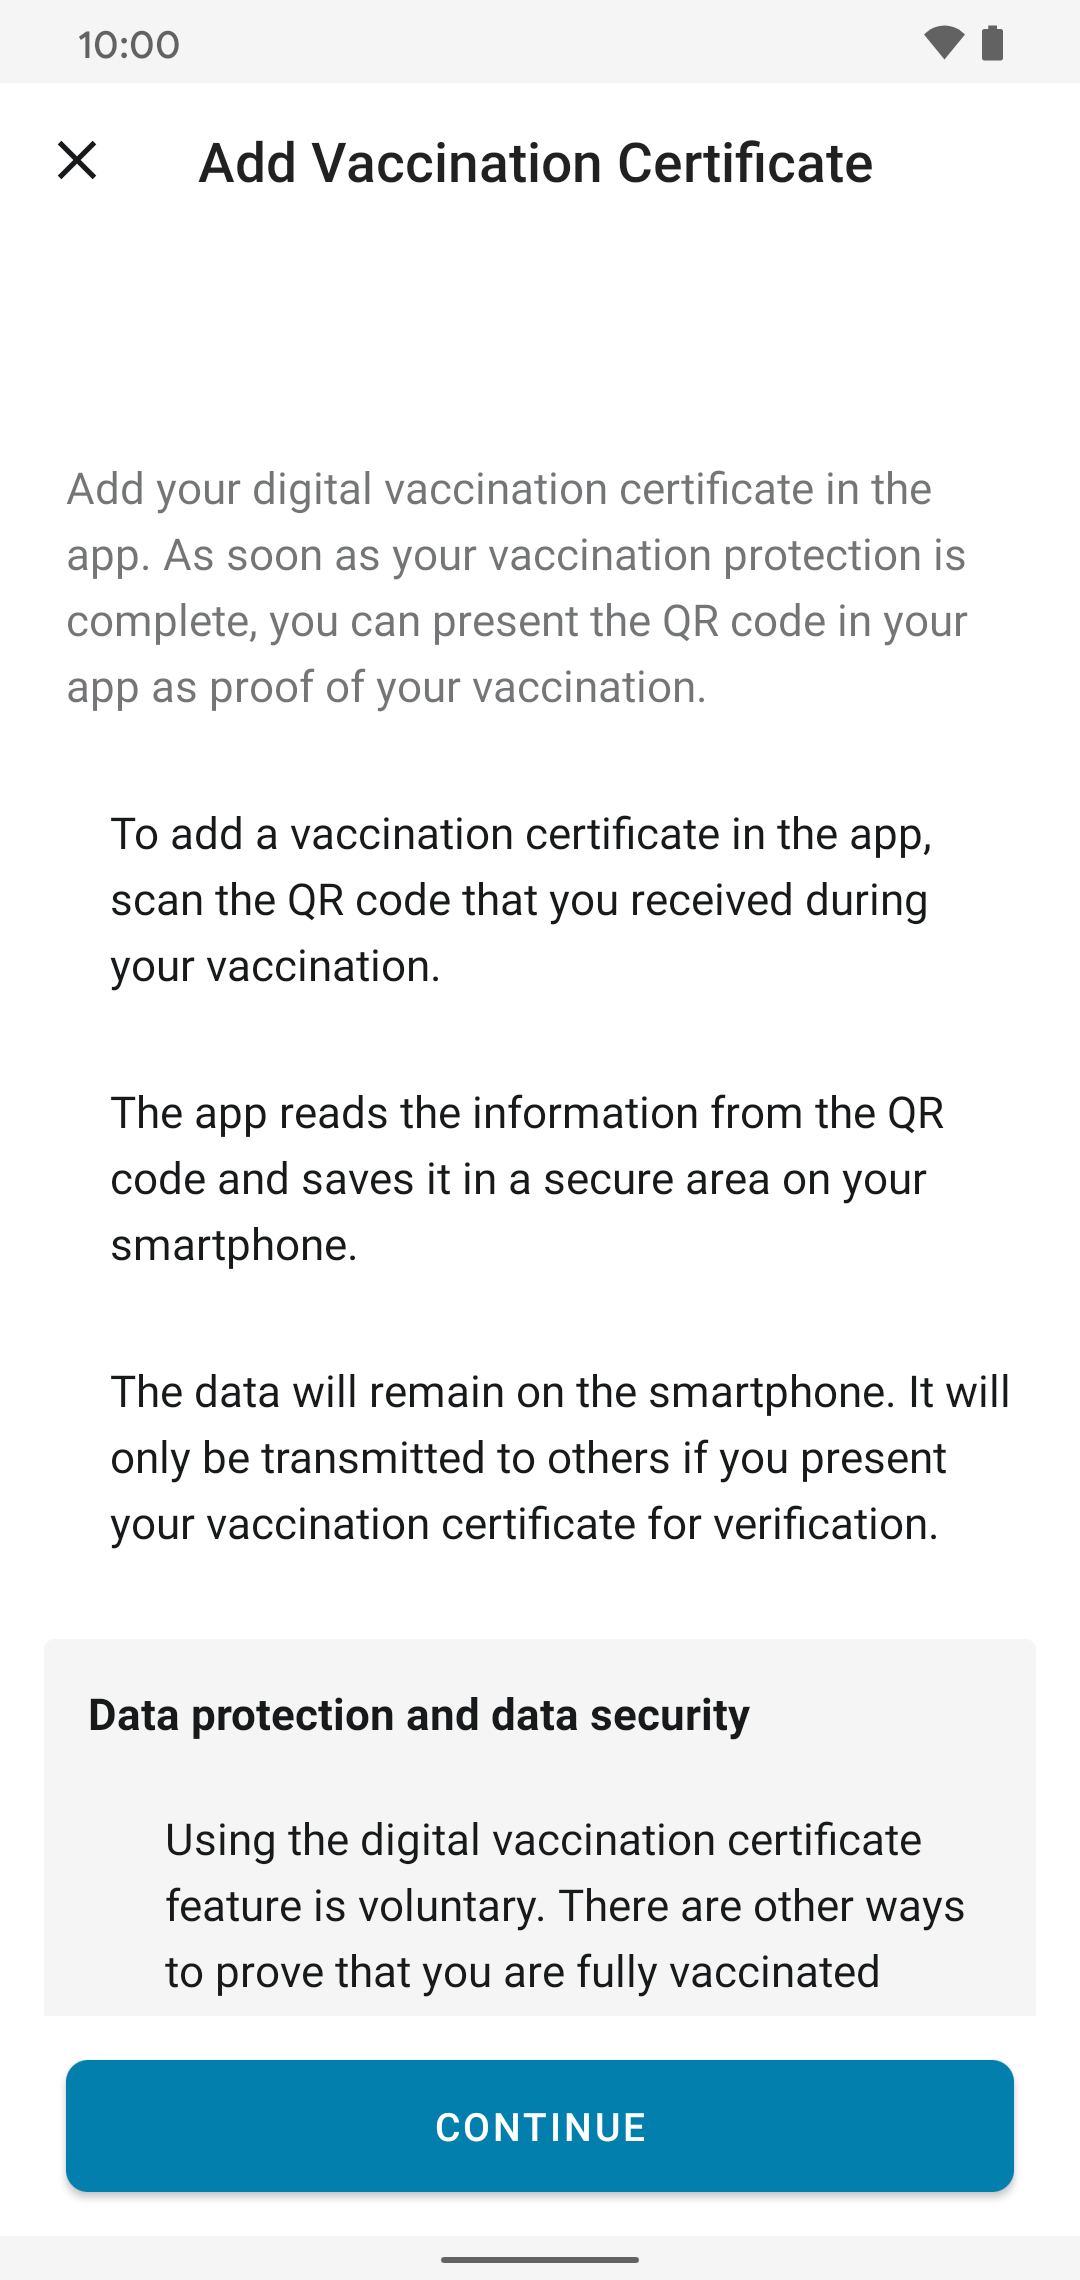 10:00
Add Vaccination Certificate
Add your digital vaccination certificate in the
app. As soon as your vaccination protection is
complete, you can present the QR code in your
app as proof of your vaccination.
To add a vaccination certificate in the app,
scan the QR code that you received during
your vaccination.
The app reads the information from the QR
code and saves it in a secure area on your
smartphone.
The data will remain on the smartphone. It will
only be transmitted to others if you present
your vaccination certificate for verification.
Data protection and data security
Using the digital vaccination certificate
feature is voluntary. There are other ways
to prove that you are fully vaccinated
CONTINUE